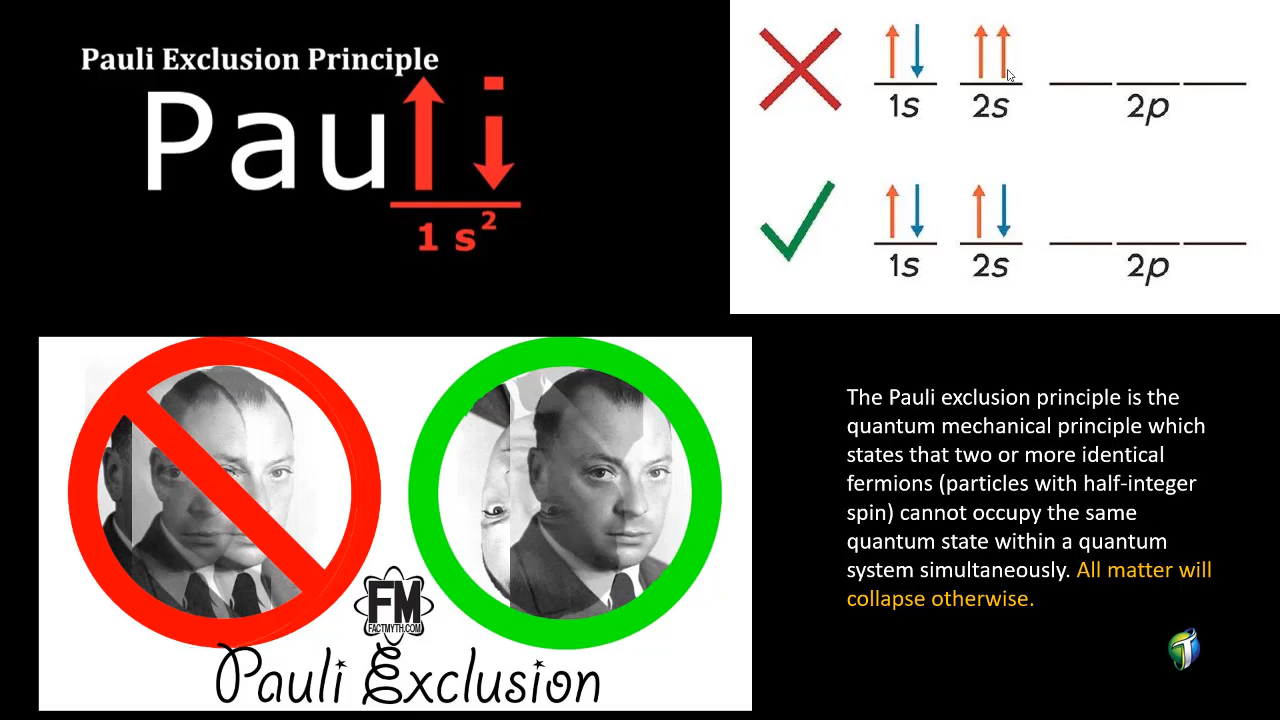 Pauli Exclusion Principle
Pauli
1 s²
1s 2s 2p
1s 2s 2p
The Pauli exclusion principle is the
quantum mechanical principle which
states that two or more identical
fermions (particles with half-integer
spin) cannot occupy the same
quantum state within a quantum
system simultaneously. All matter will
collapse otherwise.
FM
FACTMYTH.COM
Pauli Exclusion
T